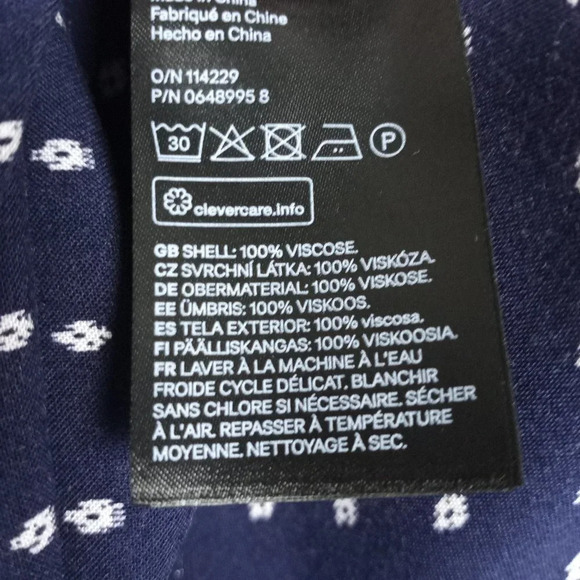 Made in China
Fabriqué en Chine
Hecho en China
O/N 114229
P/N 0648995 8
30
P
clevercare.info
GB SHELL: 100% VISCOSE.
CZ SVRCHNÍ LÁTKA: 100% VISKÓZA.
DE OBERMATERIAL: 100% VISKOSE.
EE ÜMBRIS: 100% VISKOOS.
ES TELA EXTERIOR: 100% viscosa.
FI PÄÄLLISKANGAS: 100% VISKOOSIA.
FR LAVER À LA MACHINE À L'EAU
FROIDE CYCLE DÉLICAT. BLANCHIR
SANS CHLORE SI NÉCESSAIRE. SÉCHER
À L'AIR. REPASSER À TEMPÉRATURE
MOYENNE. NETTOYAGE À SEC.